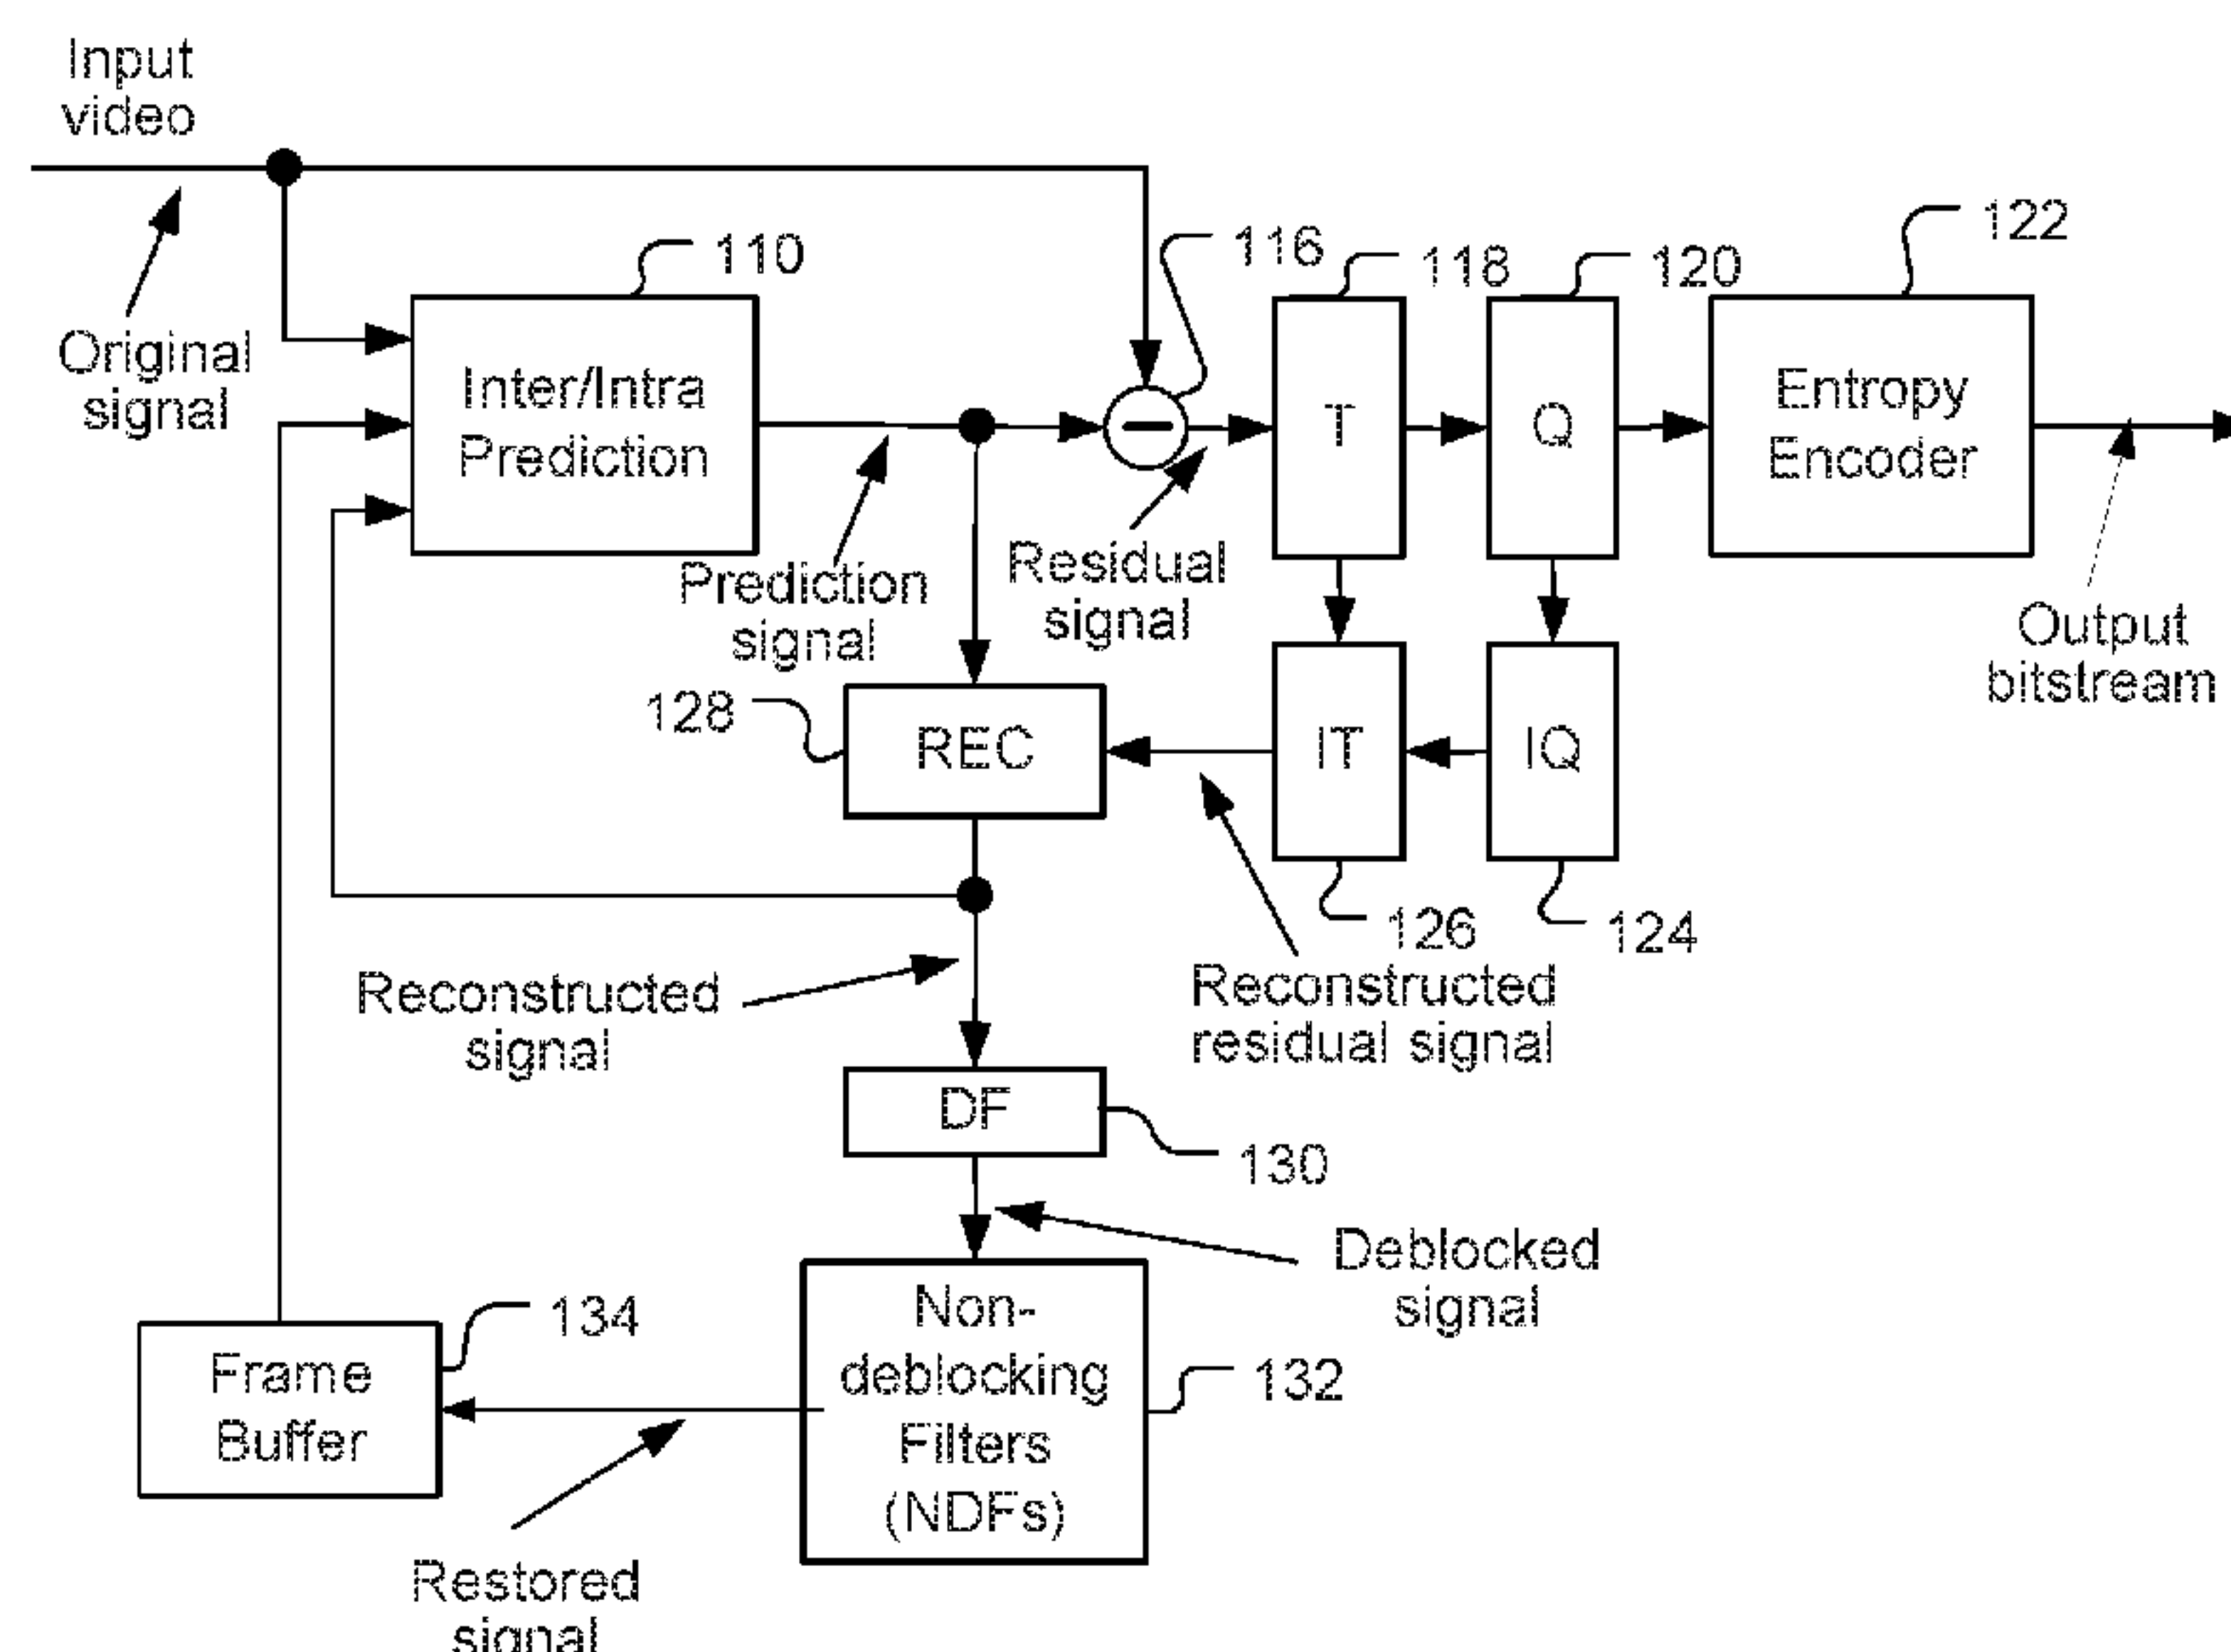 Input
video
110
116
118
120
122
Original
signal
Inter/Intra
Prediction
T
Q
Entropy
Encoder
Prediction
signal
Residual
signal
Output
bitstream
128
REC
IT
IQ
126
124
Reconstructed
signal
Reconstructed
residual signal
DF
130
Deblocked
signal
134
Frame
Buffer
Non-
deblocking
Filters
(NDFs)
132
Restored
signal